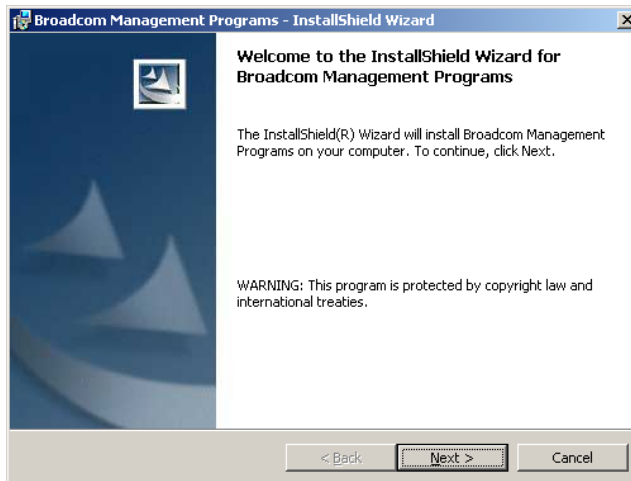 Broadcom Management Programs - InstallShield Wizard
Welcome to the InstallShield Wizard for
Broadcom Management Programs
The InstallShield(R) Wizard will install Broadcom Management
Programs on your computer. To continue, click Next.
WARNING: This program is protected by copyright law and
international treaties.
< Back
Next >
Cancel